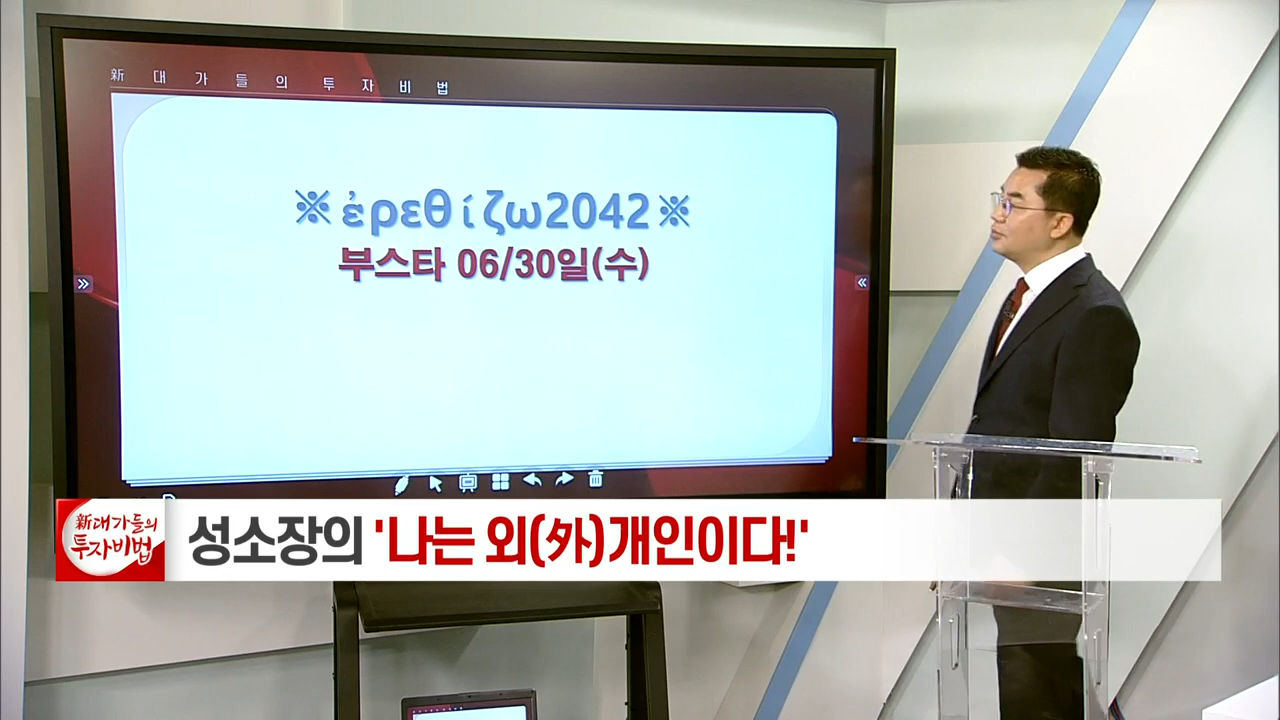 新 대가들의 투자비법
※ἐρεθίζω2042※
부스타 06/30일(수)
新대가들의
투자비법
성소장의 '나는 외(外)개인이다!'